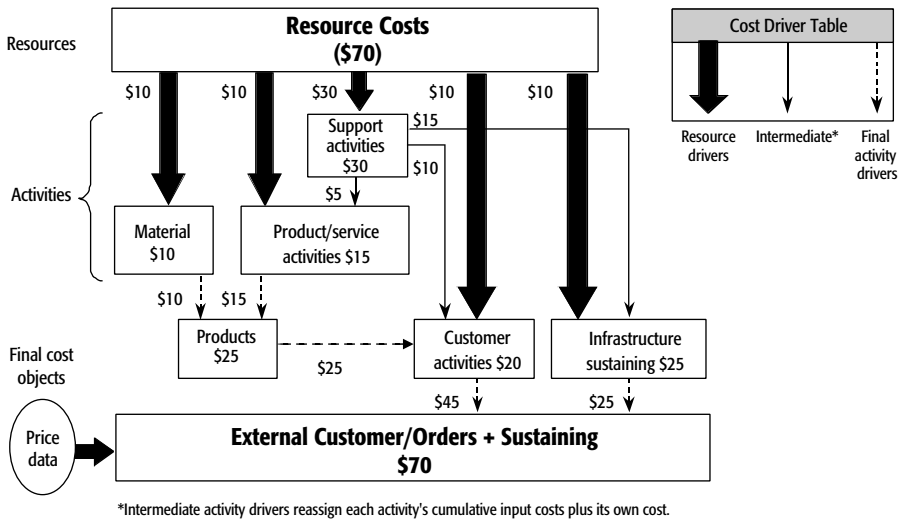 Resource Costs
($70)
Cost Driver Table
Resources
$10
$10
$30
$10
$10
Support
activities
$30
$15
$10
Resource
drivers
Intermediate*
Final
activity
drivers
Activities
$5
Material
$10
Product/service
activities $15
$10
$15
Products
$25
Customer
activities $20
Infrastructure
sustaining $25
Final cost
objects
$25
$45
$25
Price
data
External Customer/Orders + Sustaining
$70
*Intermediate activity drivers reassign each activity's cumulative input costs plus its own cost.